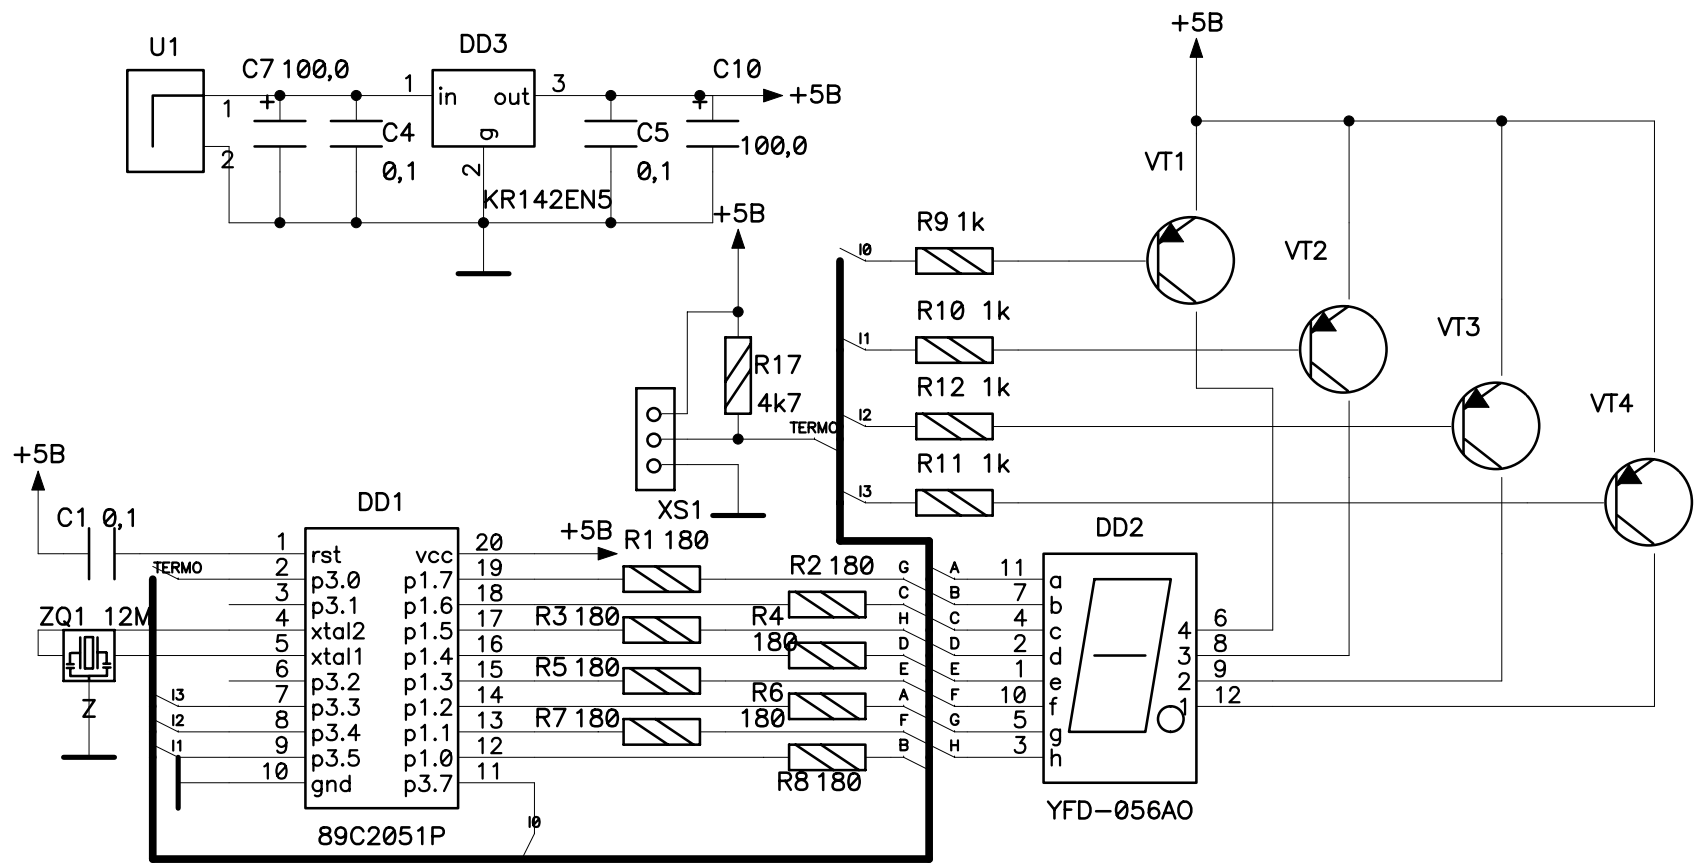 U1
1
2
C7 100,0
+
C4
0,1
1
DD3
in out
g
2
3
KR142EN5
C5
0,1
C10
+
100,0
+5B
+5B
R17
4k7
XS1
TERMO
I0
R9 1k
I1
R10 1k
I2
R12 1k
I3
R11 1k
+5B
VT1
VT2
VT3
VT4
+5B
C1 0,1
TERMO
ZQ1 12M
Z
I3
I2
I1
DD1
1 rst vcc 20
2 p3.0 p1.7 19
3 p3.1 p1.6 18
4 xtal2 p1.5 17
5 xtal1 p1.4 16
6 p3.2 p1.3 15
7 p3.3 p1.2 14
8 p3.4 p1.1 13
9 p3.5 p1.0 12
10 gnd p3.7 11
89C2051P
I0
+5B
R1 180
R2 180
R3 180
R4
180
R5 180
R6
180
R7 180
R8 180
G A
C B
H C
D D
E E
A F
F G
B H
DD2
11 a
7 b
4 c
2 d
1 e
10 f
5 g
3 h
4 6
3 8
2 9
1 12
YFD-056AO